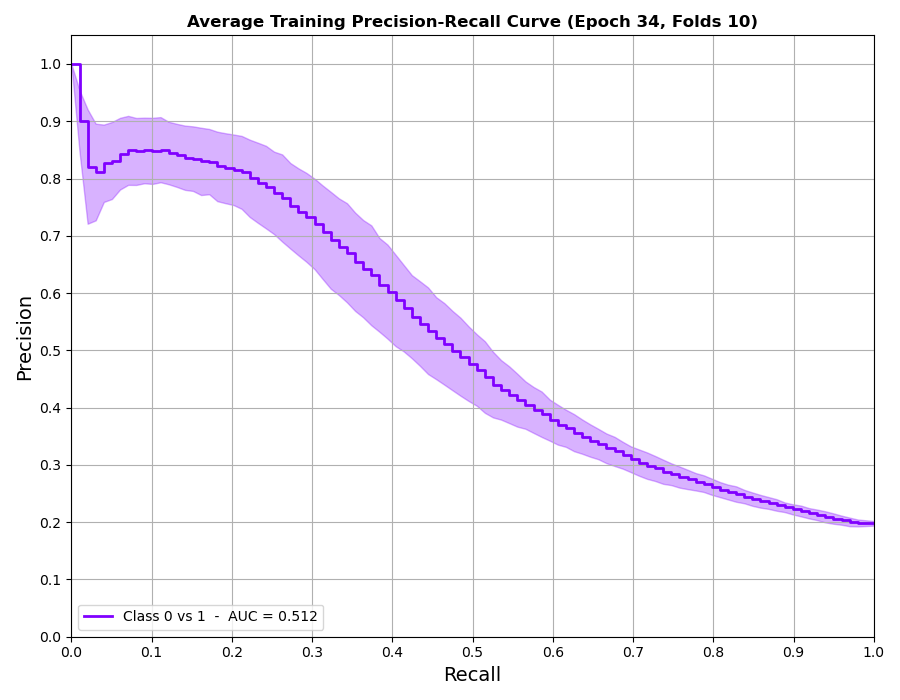 Average Training Precision-Recall Curve (Epoch 34, Folds 10)
Precision
1.0
0.9
0.8
0.7
0.6
0.5
0.4
0.3
0.2
0.1
0.0
Class 0 vs 1 - AUC = 0.512
0.0 0.1 0.2 0.3 0.4 0.5 0.6 0.7 0.8 0.9 1.0
Recall